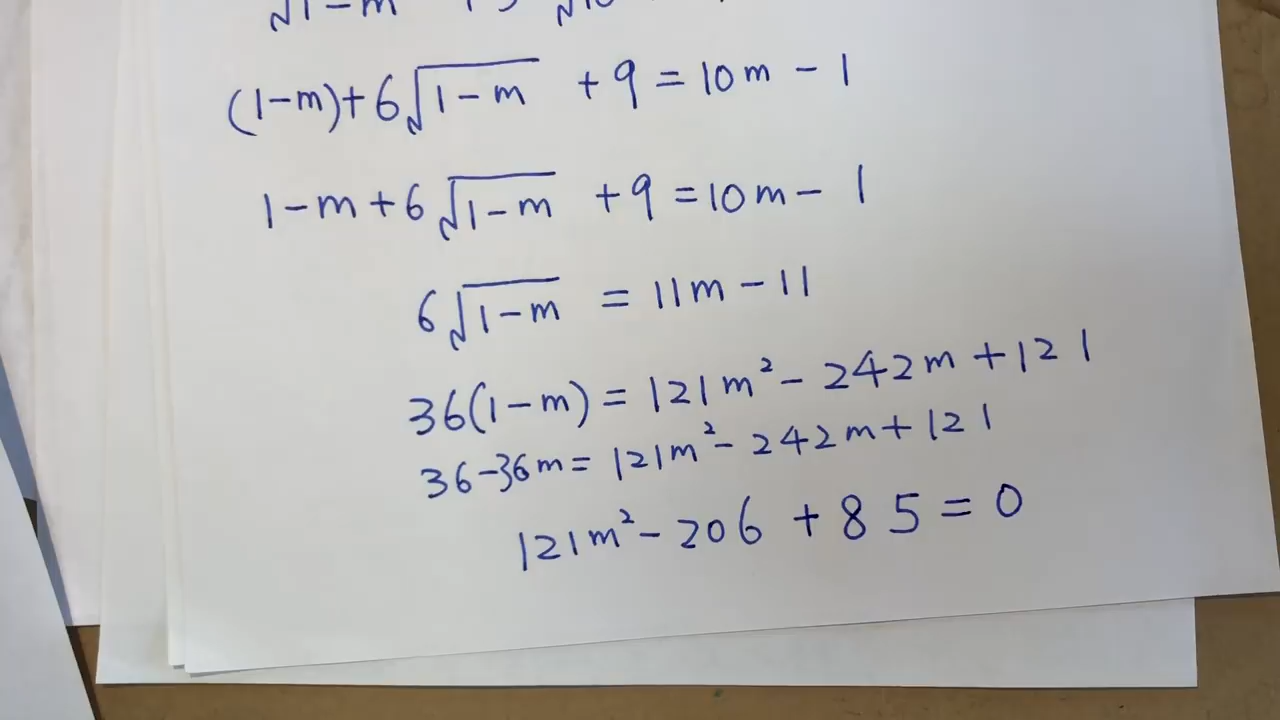 √1-m
(1-m)+6√1-m +9=10m-1
1-m+6√1-m +9=10m-1
6√1-m =11m-11
36(1-m)=121m²-242m+121
36-36m=121m²-242m+121
121m²-206+85=0